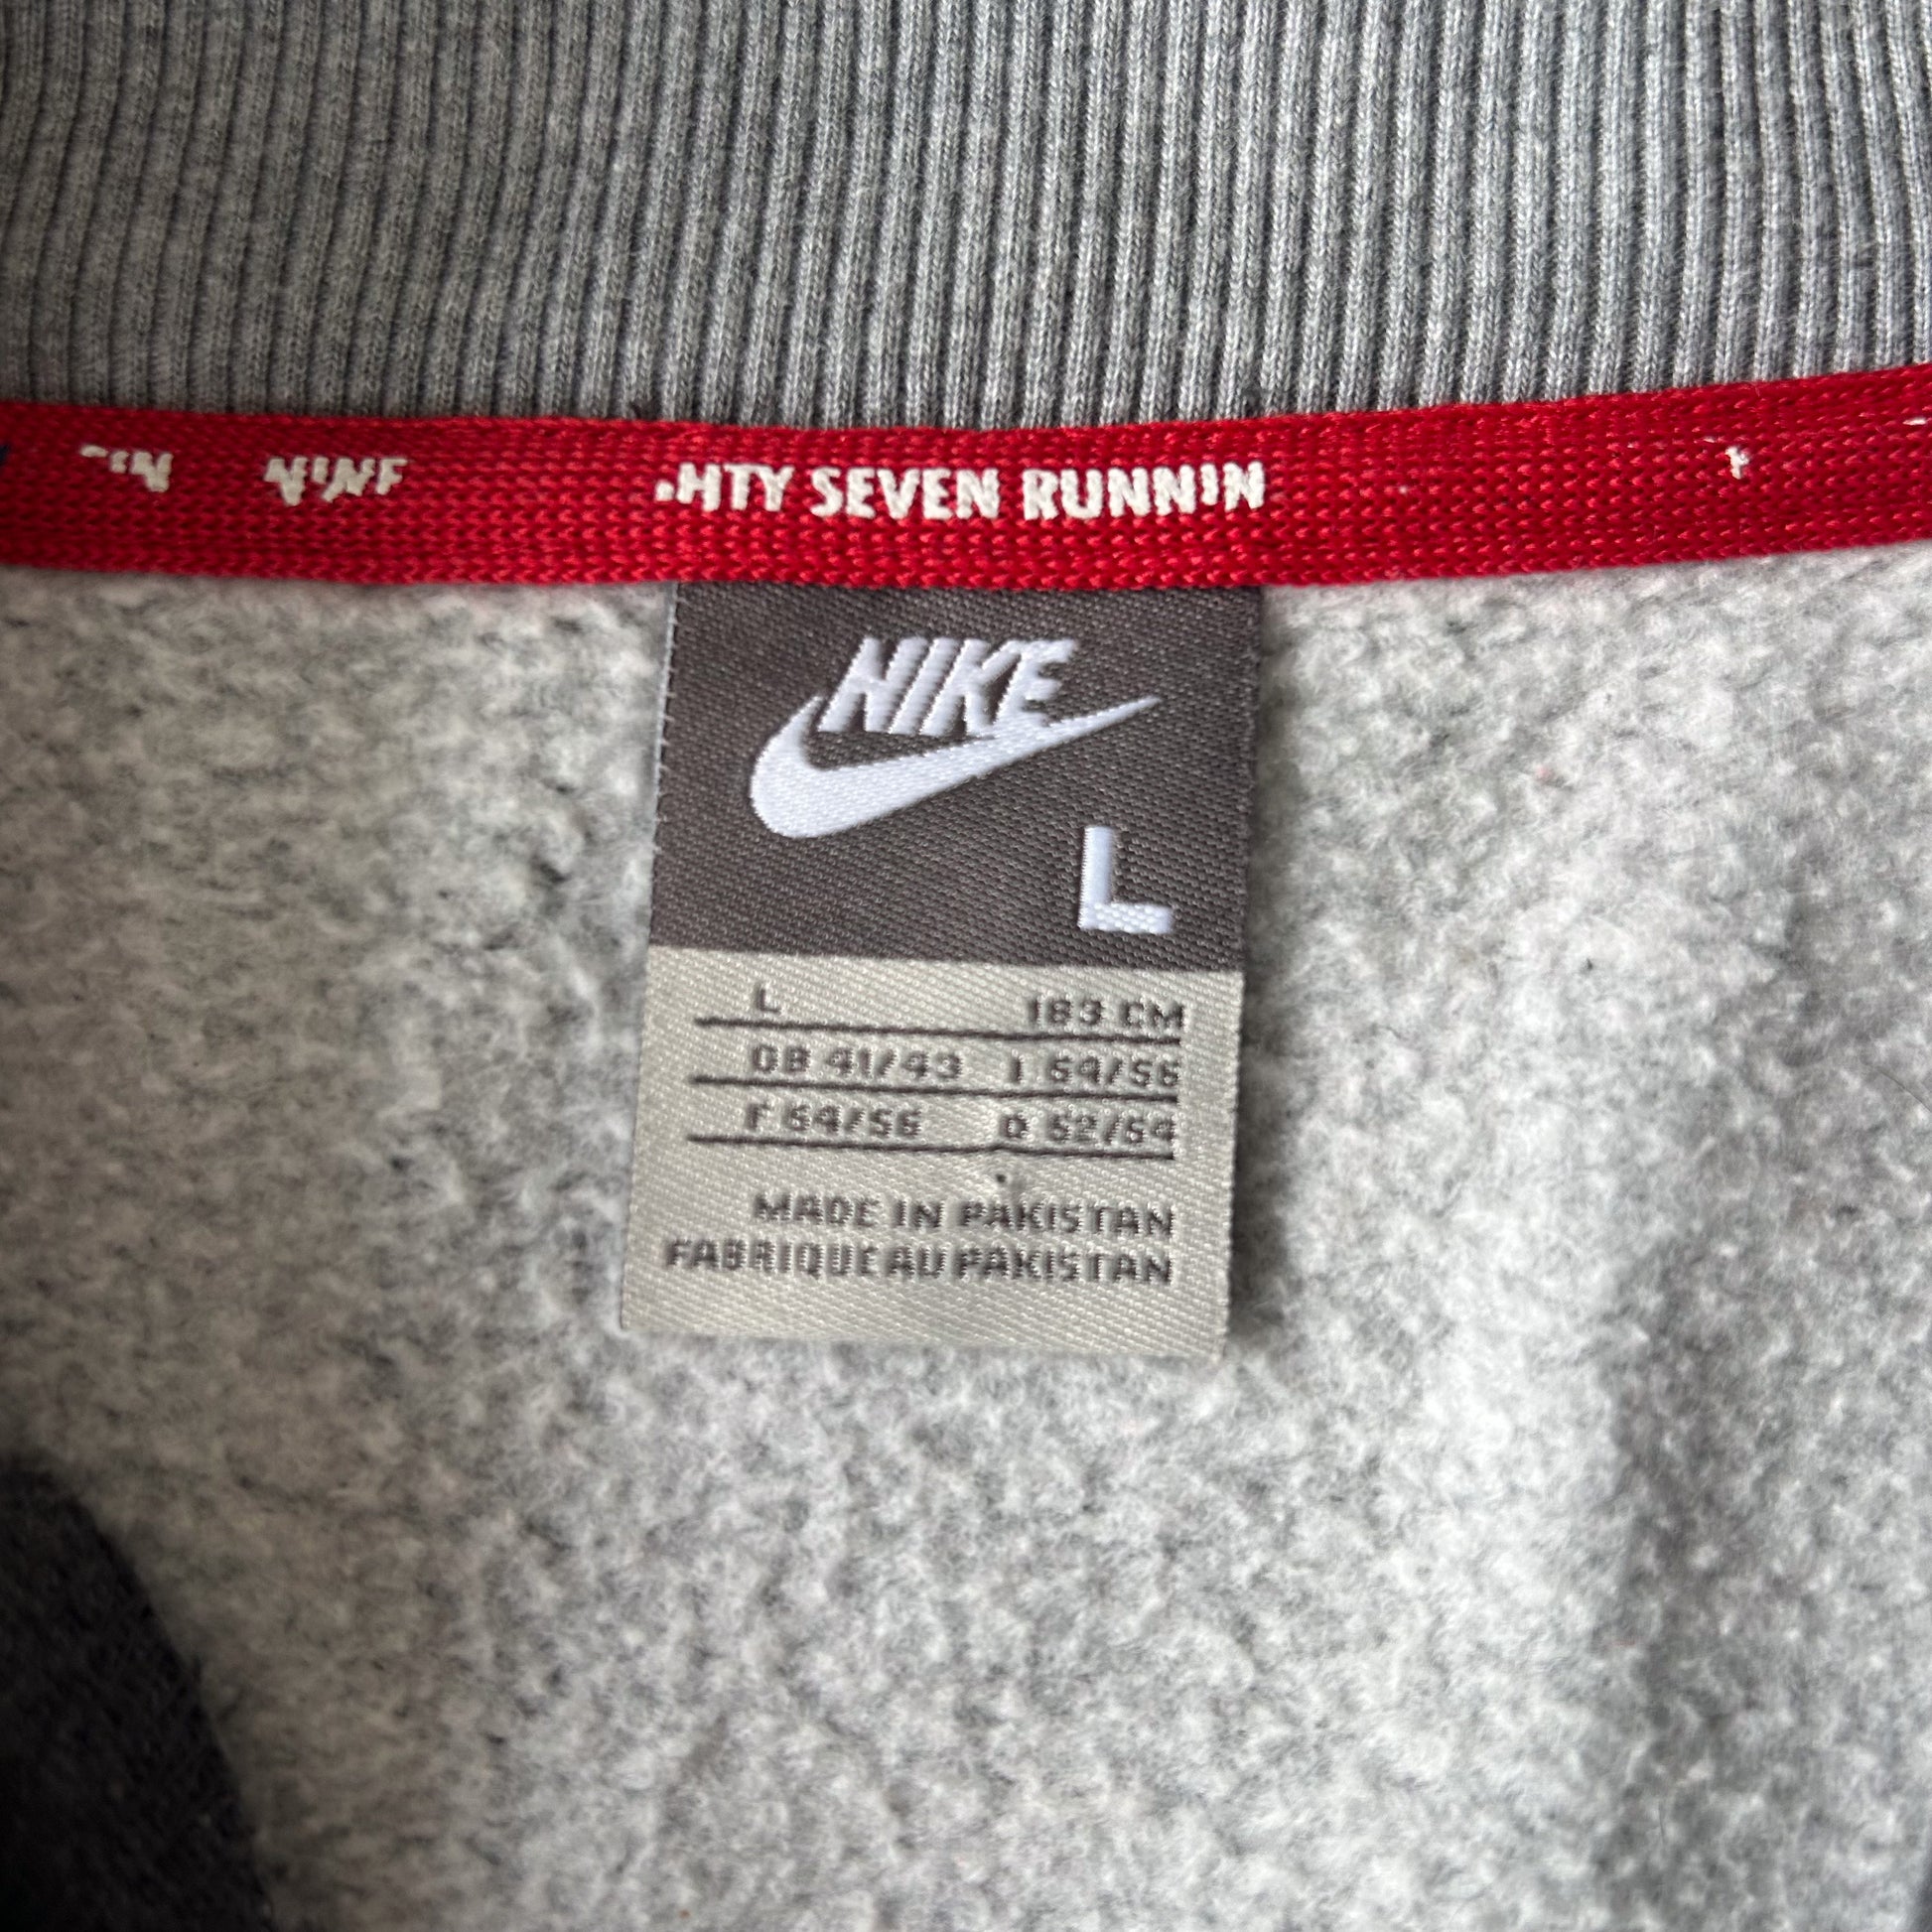 HTY SEVEN RUNNIN
NIKE
L
L 183 CM
GB 41/43 I 54/56
F 54/56 D 52/54
MADE IN PAKISTAN
FABRIQUE AU PAKISTAN